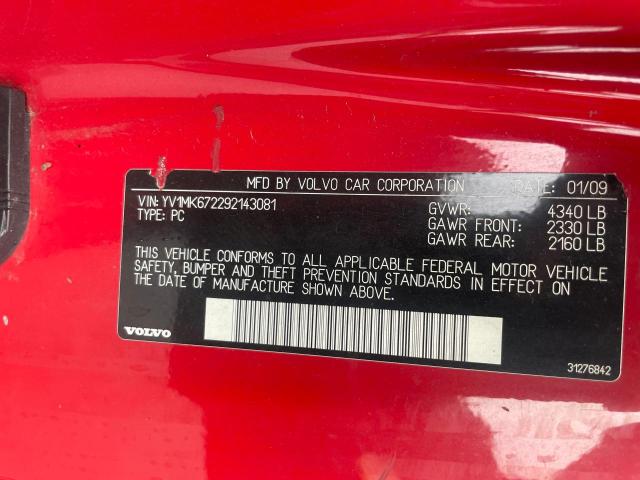 MFD BY VOLVO CAR CORPORATION DATE: 01/09
VIN: YV1MK672292143081 GVWR: 4340 LB
TYPE: PC GAWR FRONT: 2330 LB
GAWR REAR: 2160 LB
THIS VEHICLE CONFORMS TO ALL APPLICABLE FEDERAL MOTOR VEHICLE
SAFETY, BUMPER AND THEFT PREVENTION STANDARDS IN EFFECT ON
THE DATE OF MANUFACTURE SHOWN ABOVE.
VOLVO
31276842